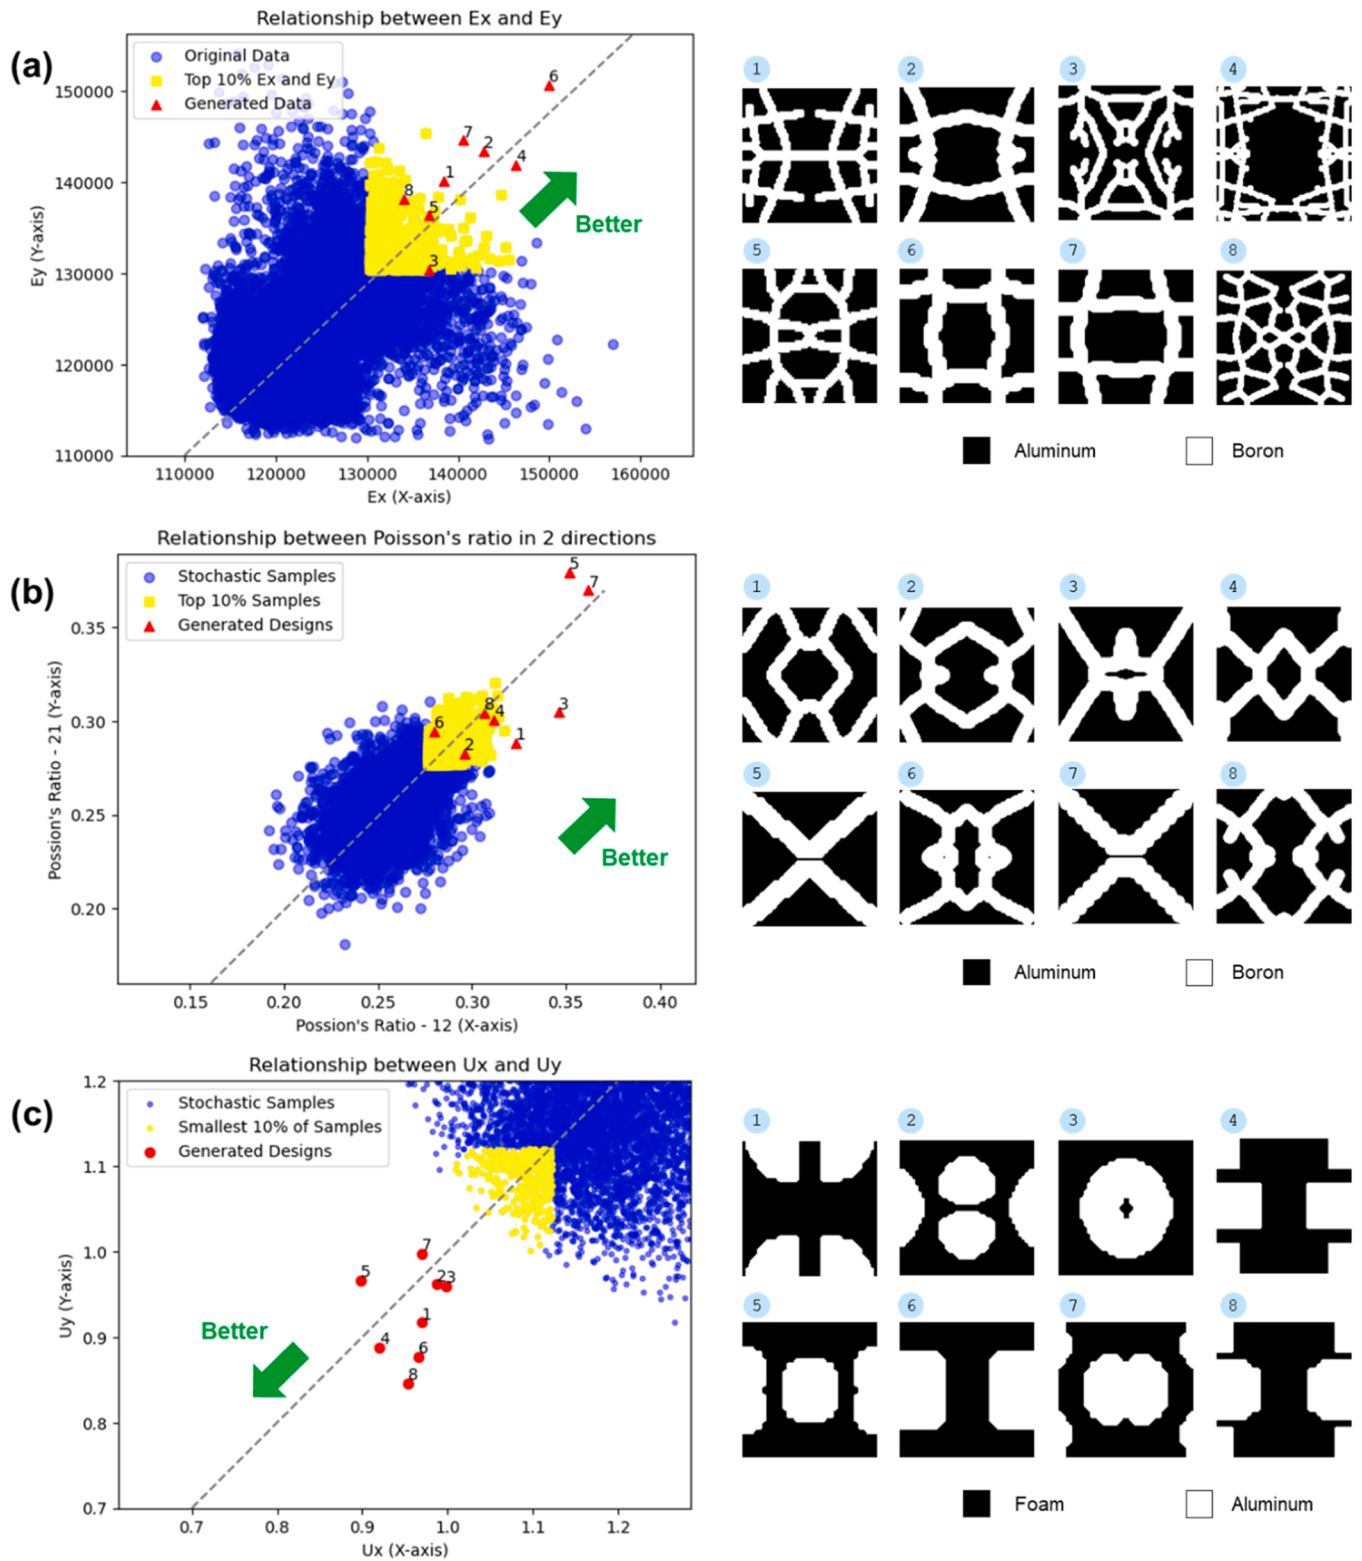 (a)
Relationship between Ex and Ey
Original Data
Top 10% Ex and Ey
Generated Data
Better
1
2
3
4
5
6
7
8
150000
140000
130000
120000
110000
Ey (Y-axis)
110000 120000 130000 140000 150000 160000
Ex (X-axis)
1 2 3 4
5 6 7 8
Aluminum Boron
(b)
Relationship between Poisson's ratio in 2 directions
Stochastic Samples
Top 10% Samples
Generated Designs
Better
5
7
3
8
4
6
1
2
0.35
0.30
0.25
0.20
Possion's Ratio - 21 (Y-axis)
0.15 0.20 0.25 0.30 0.35 0.40
Possion's Ratio - 12 (X-axis)
1 2 3 4
5 6 7 8
Aluminum Boron
(c)
Relationship between Ux and Uy
Stochastic Samples
Smallest 10% of Samples
Generated Designs
Better
7
5
23
1
4
6
8
1.2
1.1
1.0
0.9
0.8
0.7
Uy (Y-axis)
0.7 0.8 0.9 1.0 1.1 1.2
Ux (X-axis)
1 2 3 4
5 6 7 8
Foam Aluminum